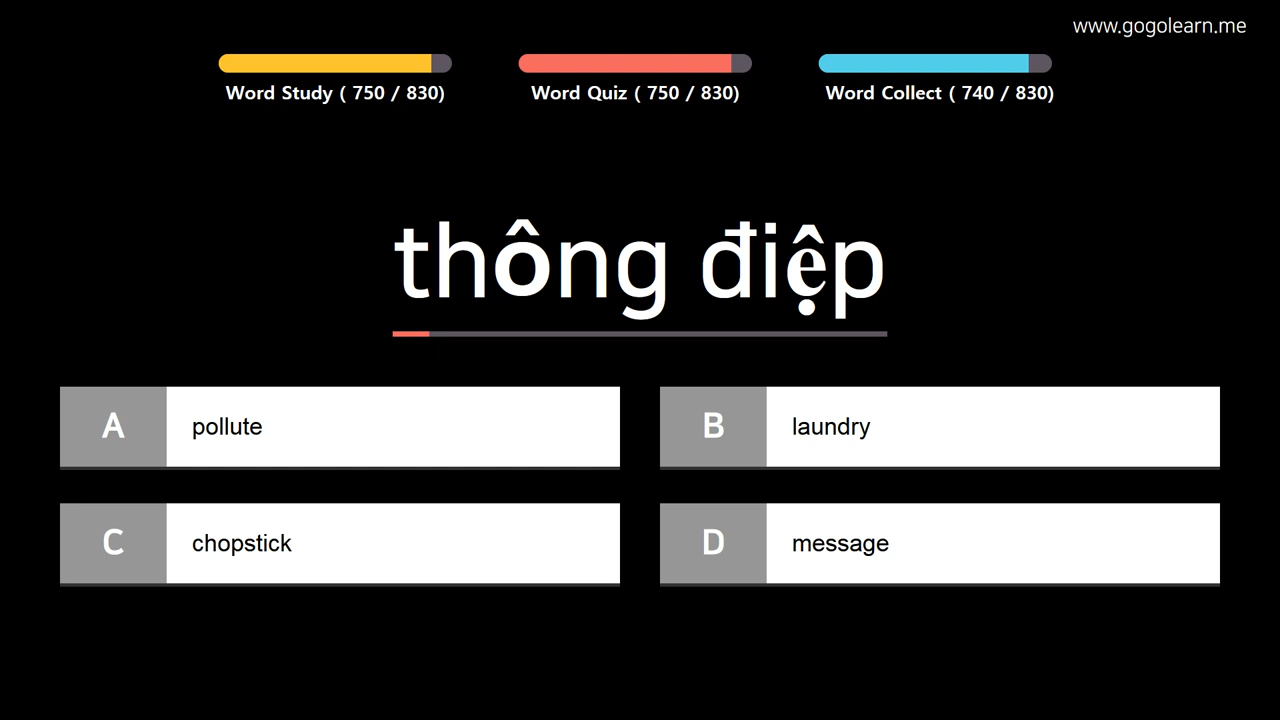 www.gogolearn.me
Word Study ( 750 / 830)
Word Quiz ( 750 / 830)
Word Collect ( 740 / 830)
thông điệp
A pollute
B laundry
C chopstick
D message